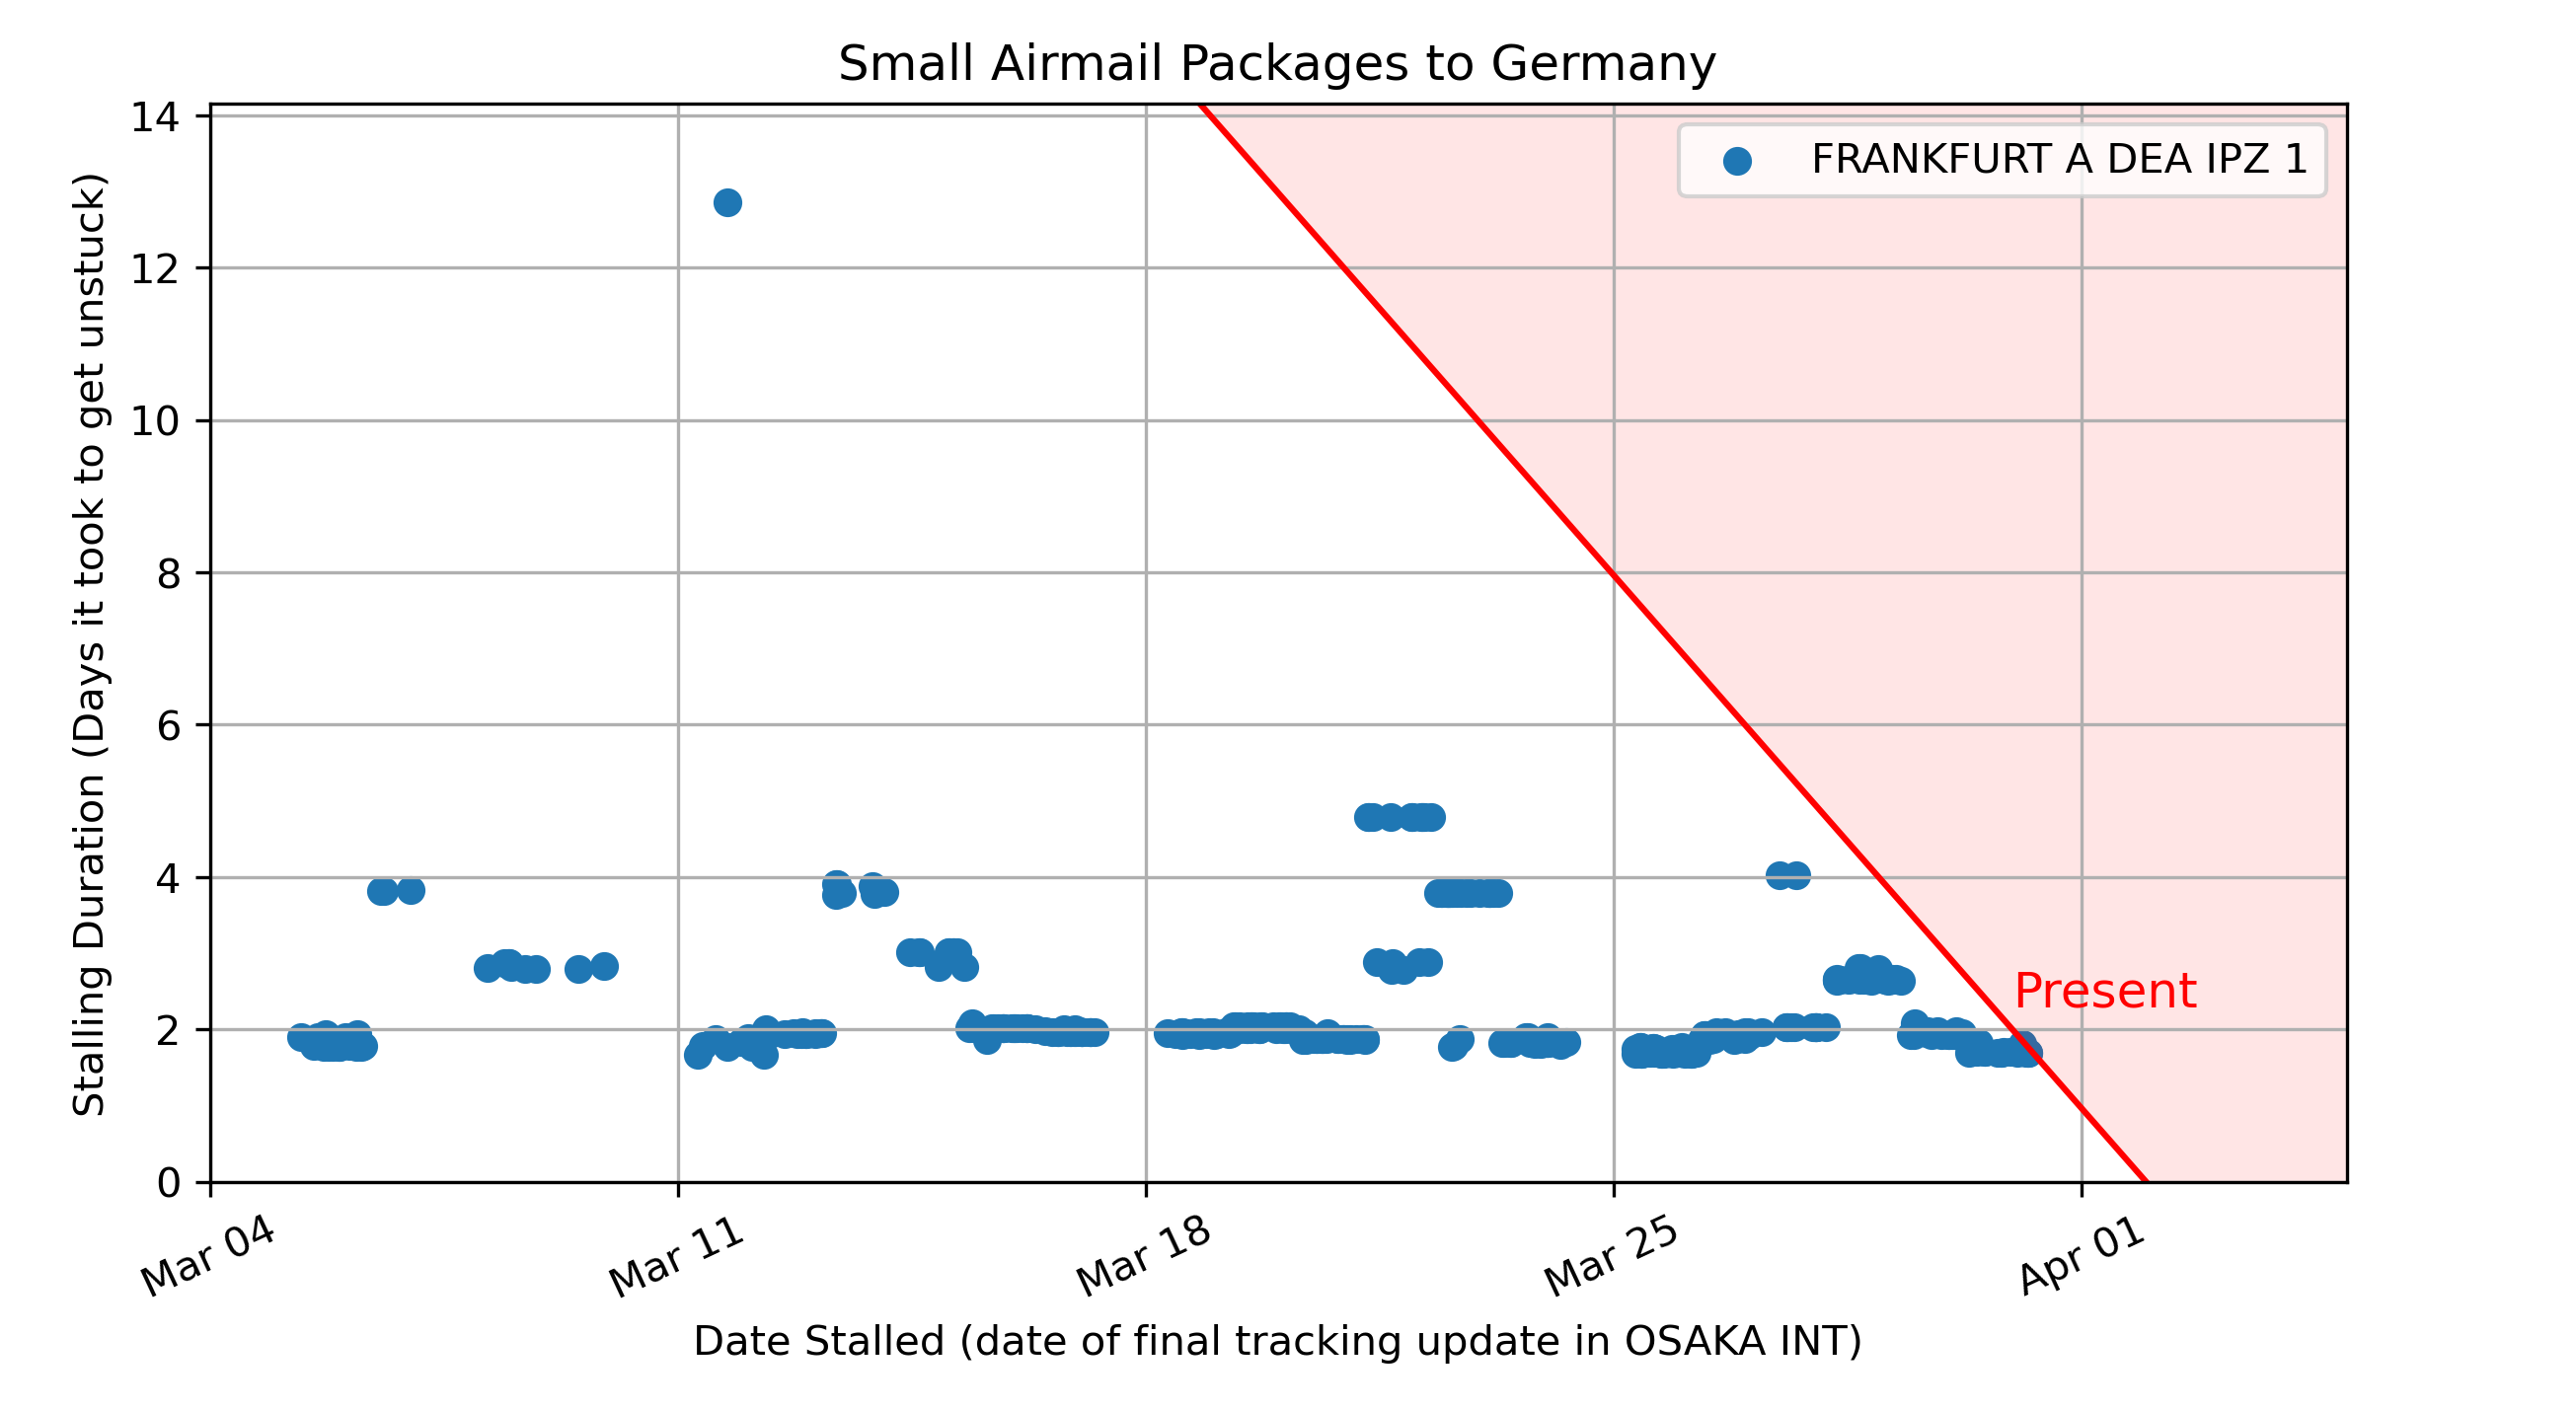 Small Airmail Packages to Germany
Stalling Duration (Days it took to get unstuck)
14
12
10
8
6
4
2
0
FRANKFURT A DEA IPZ 1
Present
Mar 04
Mar 11
Mar 18
Mar 25
Apr 01
Date Stalled (date of final tracking update in OSAKA INT)